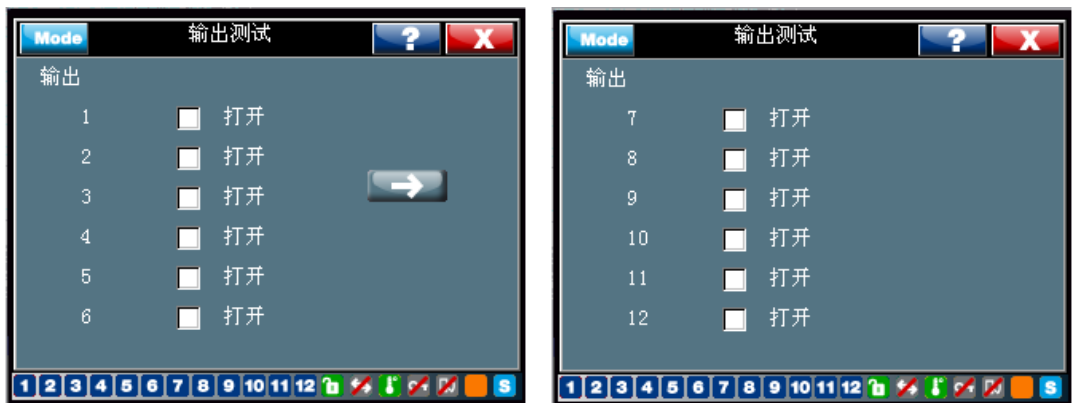 Mode 输出测试 ? X
输出
1 打开
2 打开
3 打开
4 打开
5 打开
6 打开
1 2 3 4 5 6 7 8 9 10 11 12 S
Mode 输出测试 ? X
输出
7 打开
8 打开
9 打开
10 打开
11 打开
12 打开
1 2 3 4 5 6 7 8 9 10 11 12 S